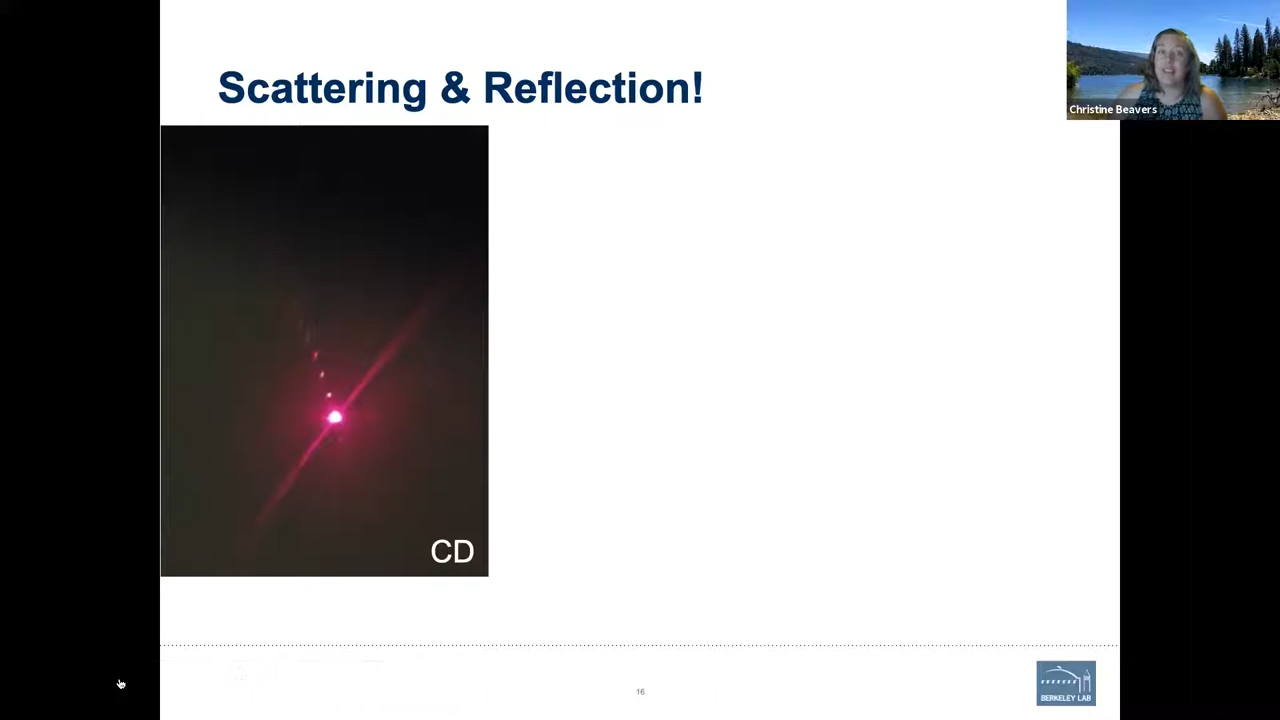 Scattering & Reflection!
Christine Beavers
CD
16
BERKELEY LAB